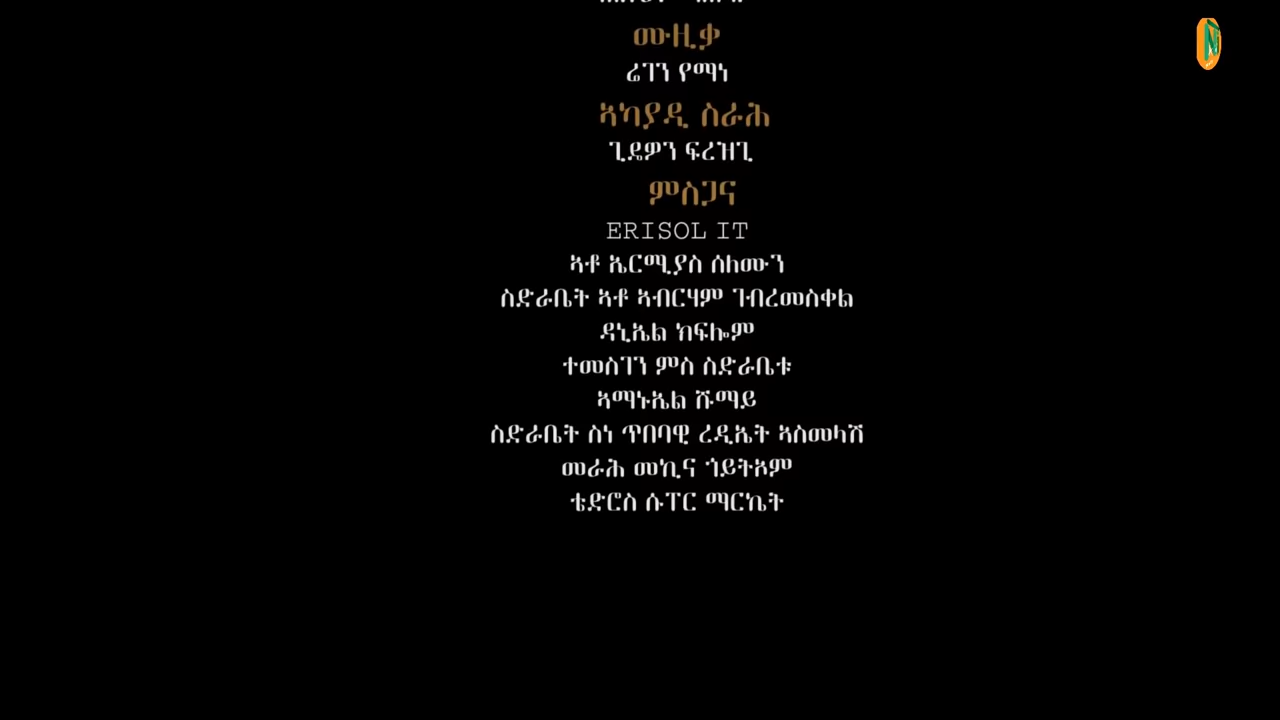 ሙዚቃ
ሬገን የማነ
ኣካያዲ ስራሕ
ጊዴዎን ፍረዝጊ
ምስጋና
ERISOL IT
ኣቶ ኤርሚያስ ሰለሙን
ስድራቤት ኣቶ ኣብርሃም ገብረመስቀል
ዳኒኤል ክፍሎም
ተመስገን ምስ ስድራቤቱ
ኣማኑኤል ሹማይ
ስድራቤት ስነ ጥበባዊ ረዲኤት ኣስመላሽ
መራሕ መኪና ጎይትኦም
ቴድሮስ ሱፐር ማርኬት